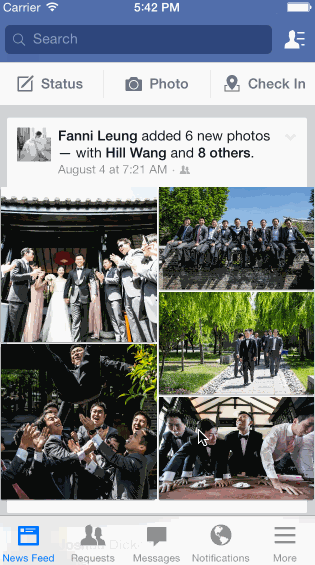 Carrier 5:42 PM
Search
Status Photo Check In
Fanni Leung added 6 new photos
— with Hill Wang and 8 others.
August 4 at 7:21 AM ·
News Feed Requests Messages Notifications More